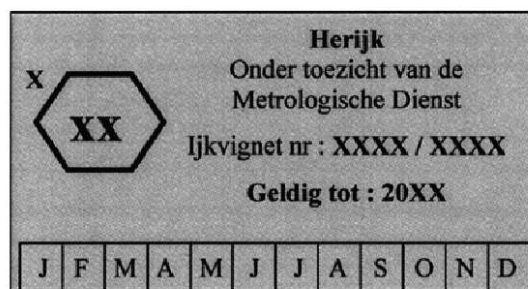 Herijk
Onder toezicht van de
Metrologische Dienst
X
XX
Ijkvignet nr : XXXX / XXXX
Geldig tot : 20XX
J F M A M J J A S O N D